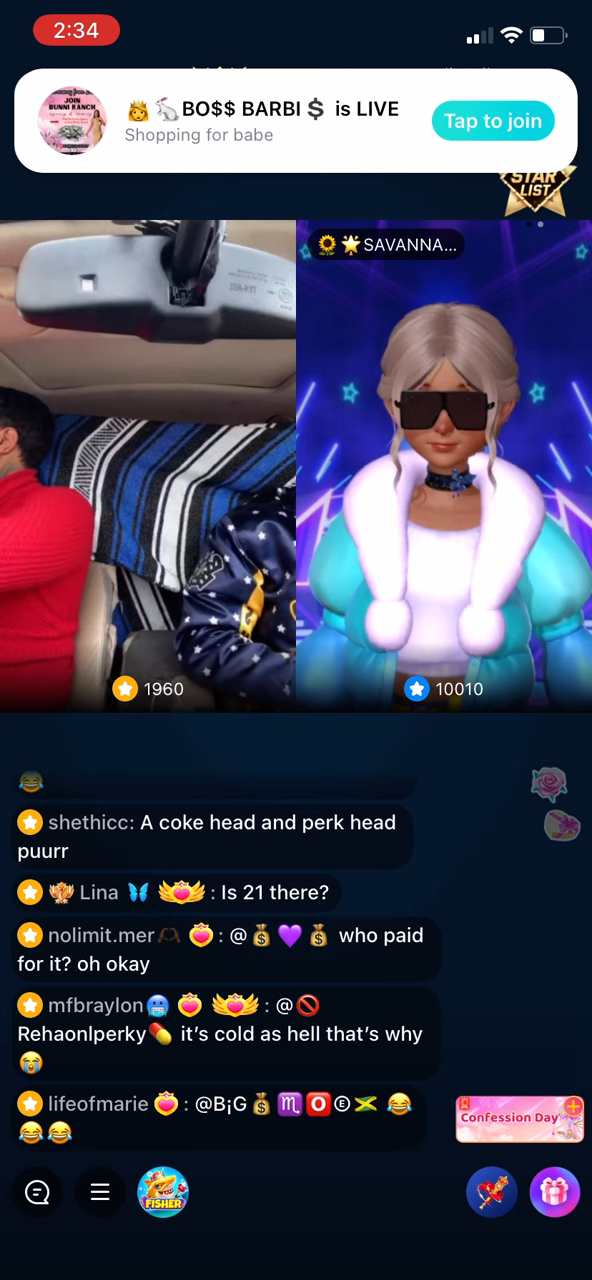 2:34
JOIN
BUNNI RANCH
👸🐇BO$$ BARBI💲 is LIVE
Shopping for babe
Tap to join
STAR
LIST
🌻🌟SAVANNA...
1960
10010
😂
shethicc: A coke head and perk head
puurr
Lina 🦋 : Is 21 there?
nolimit.mer🫶🏿 : @💰💜💰 who paid
for it? oh okay
mfbraylon🥶 : @🚫
Rehaonlperky💊 it's cold as hell that's why
😭
lifeofmarie : @B¡G💰♏🅾️Ⓔ🇯🇲 😂
😂😂
Confession Day
FISHER